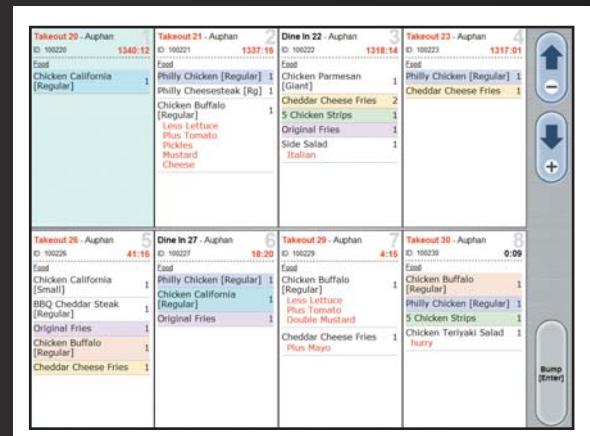 1
Takeout 20 - Auphan
ID: 100220 1340:12
Food
Chicken California
[Regular] 1
2
Takeout 21 - Auphan
ID: 100221 1337:16
Food
Philly Chicken [Regular] 1
Philly Cheesesteak [Rg] 1
Chicken Buffalo
[Regular] 1
Less Lettuce
Plus Tomato
Pickles
Mustard
Cheese
3
Dine In 22 - Auphan
ID: 100222 1318:14
Food
Chicken Parmesan
[Giant] 1
Cheddar Cheese Fries 2
5 Chicken Strips 1
Original Fries 1
Side Salad 1
Italian
4
Takeout 23 - Auphan
ID: 100223 1317:01
Food
Philly Chicken [Regular] 1
Cheddar Cheese Fries 1
5
Takeout 26 - Auphan
ID: 100226 41:16
Food
Chicken California
[Small] 1
BBQ Cheddar Steak
[Regular] 1
Original Fries 1
Chicken Buffalo
[Regular] 1
Cheddar Cheese Fries 1
6
Dine In 27 - Auphan
ID: 100227 18:20
Food
Philly Chicken [Regular] 1
Chicken California
[Regular] 1
Original Fries 1
7
Takeout 29 - Auphan
ID: 100229 4:15
Food
Chicken Buffalo
[Regular] 1
Less Lettuce
Plus Tomato
Double Mustard
Cheddar Cheese Fries 1
Plus Mayo
8
Takeout 30 - Auphan
ID: 100230 0:09
Food
Chicken Buffalo
[Regular] 1
Philly Chicken [Regular] 1
5 Chicken Strips 1
Chicken Teriyaki Salad 1
hurry
−
+
Bump
[Enter]